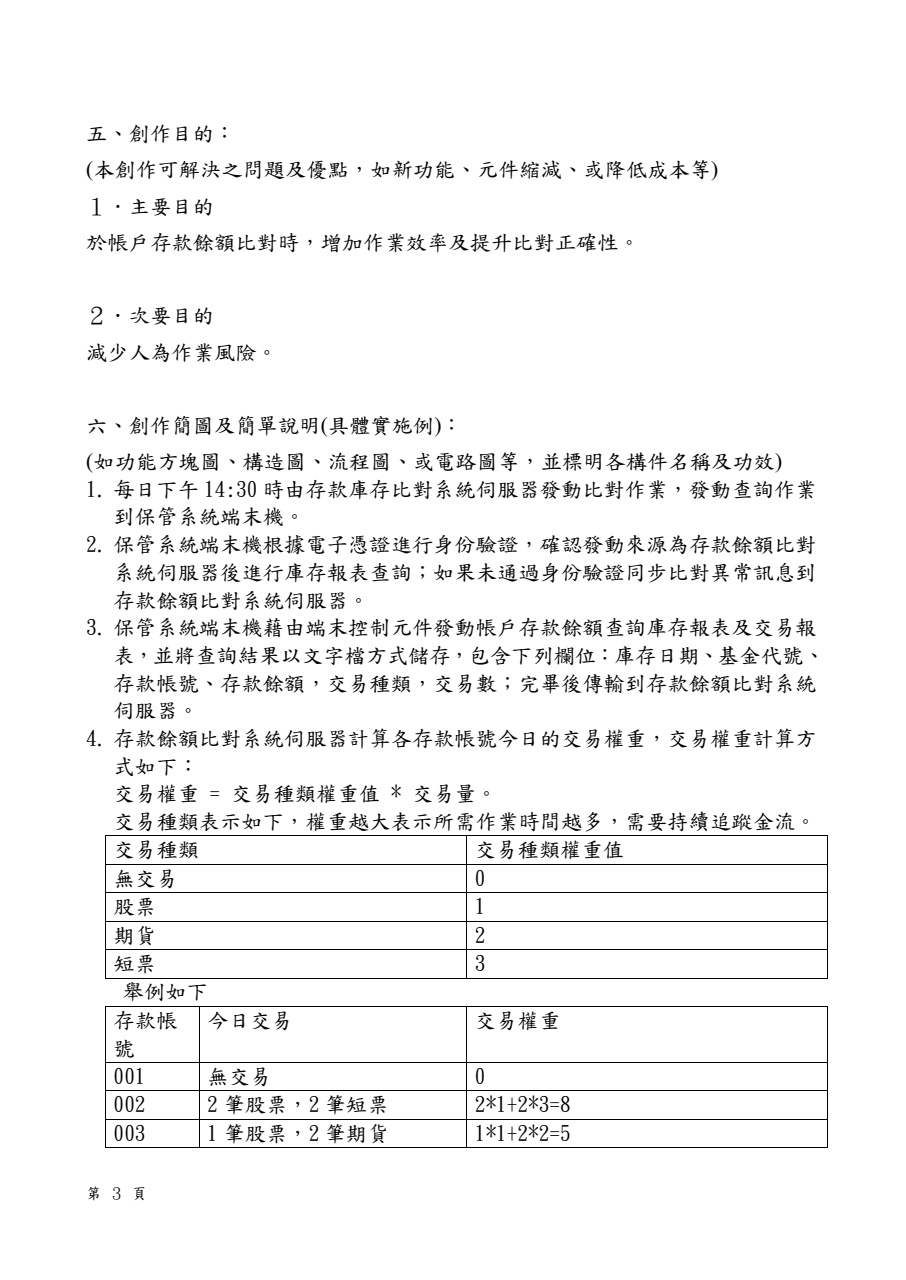 五、創作目的：
(本創作可解決之問題及優點，如新功能、元件縮減、或降低成本等)
１．主要目的
於帳戶存款餘額比對時，增加作業效率及提升比對正確性。
２．次要目的
減少人為作業風險。
六、創作簡圖及簡單說明(具體實施例)：
(如功能方塊圖、構造圖、流程圖、或電路圖等，並標明各構件名稱及功效)
1. 每日下午 14:30 時由存款庫存比對系統伺服器發動比對作業，發動查詢作業
到保管系統端末機。
2. 保管系統端末機根據電子憑證進行身份驗證，確認發動來源為存款餘額比對
系統伺服器後進行庫存報表查詢；如果未通過身份驗證同步比對異常訊息到
存款餘額比對系統伺服器。
3. 保管系統端末機藉由端末控制元件發動帳戶存款餘額查詢庫存報表及交易報
表，並將查詢結果以文字檔方式儲存，包含下列欄位：庫存日期、基金代號、
存款帳號、存款餘額，交易種類，交易數；完畢後傳輸到存款餘額比對系統
伺服器。
4. 存款餘額比對系統伺服器計算各存款帳號今日的交易權重，交易權重計算方
式如下：
交易權重 = 交易種類權重值 * 交易量。
交易種類表示如下，權重越大表示所需作業時間越多，需要持續追蹤金流。
交易種類 交易種類權重值
無交易 0
股票 1
期貨 2
短票 3
舉例如下
存款帳 今日交易 交易權重
號
001 無交易 0
002 2 筆股票，2 筆短票 2*1+2*3=8
003 1 筆股票，2 筆期貨 1*1+2*2=5
第 3 頁